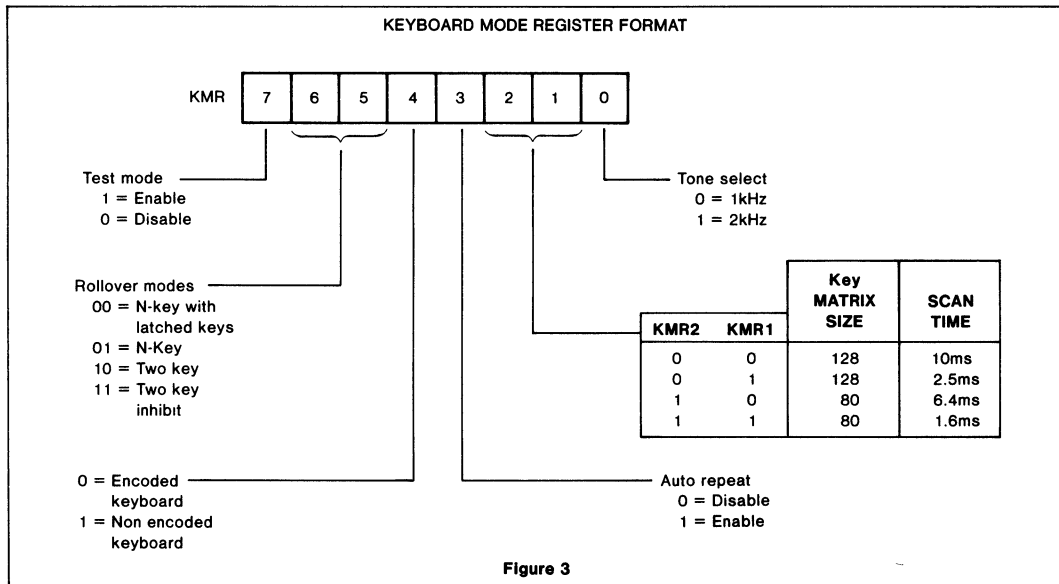 KEYBOARD MODE REGISTER FORMAT
KMR 7 6 5 4 3 2 1 0
Test mode
1 = Enable
0 = Disable
Tone select
0 = 1kHz
1 = 2kHz
Rollover modes
00 = N-key with
latched keys
01 = N-Key
10 = Two key
11 = Two key
inhibit
Key
MATRIX
SIZE
SCAN
TIME
KMR2 KMR1
0 0 128 10ms
0 1 128 2.5ms
1 0 80 6.4ms
1 1 80 1.6ms
0 = Encoded
keyboard
1 = Non encoded
keyboard
Auto repeat
0 = Disable
1 = Enable
Figure 3